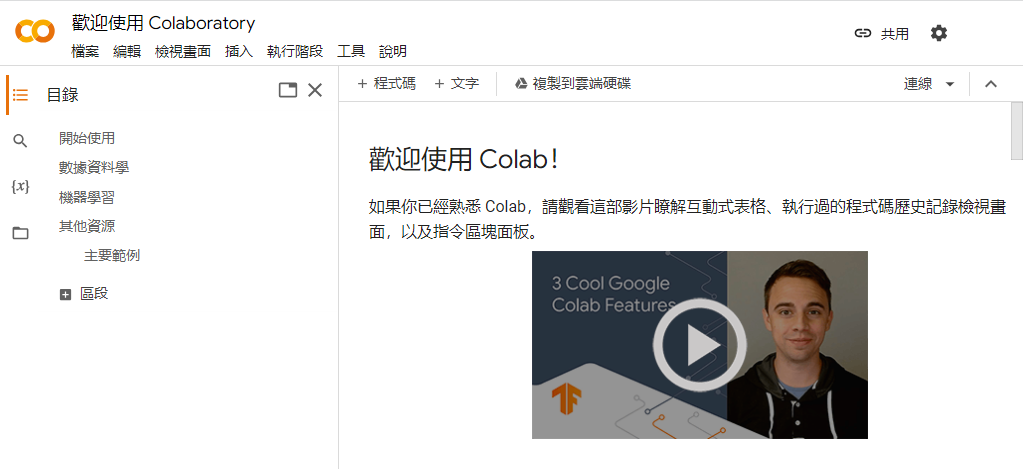 歡迎使用 Colaboratory
檔案 編輯 檢視畫面 插入 執行階段 工具 說明
共用
目錄
開始使用
數據資料學
機器學習
其他資源
主要範例
區段
{x}
+ 程式碼 + 文字 複製到雲端硬碟
連線
歡迎使用 Colab！
如果你已經熟悉 Colab，請觀看這部影片瞭解互動式表格、執行過的程式碼歷史記錄檢視畫
面，以及指令區塊面板。
3 Cool Google
Colab Features